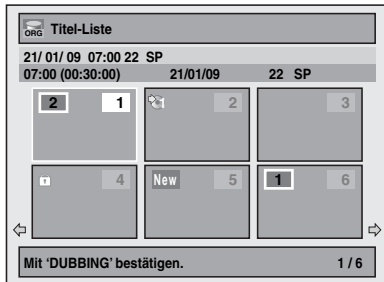 ORG Titel-Liste
21/ 01/ 09 07:00 22 SP
07:00 (00:30:00) 21/01/09 22 SP
2 1 1 2 3
4 New 5 1 6
Mit 'DUBBING' bestätigen. 1 / 6